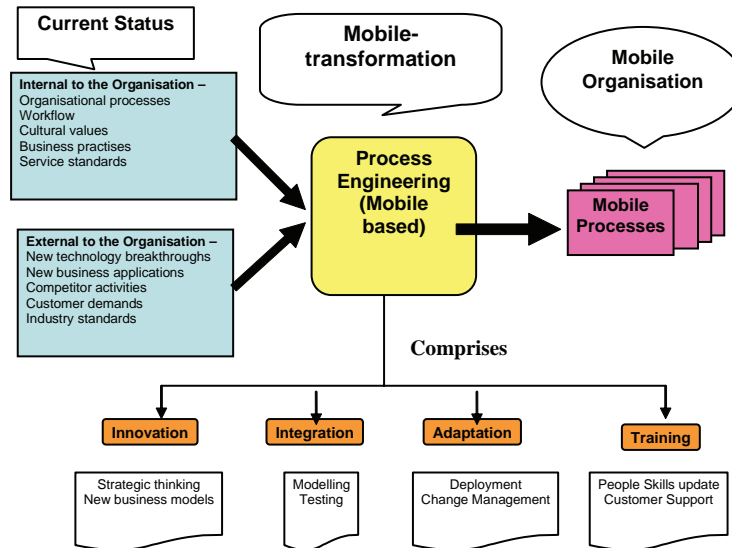 Current Status
Mobile-
transformation
Mobile
Organisation
Internal to the Organisation –
Organisational processes
Workflow
Cultural values
Business practises
Service standards
Process
Engineering
(Mobile
based)
Mobile
Processes
External to the Organisation –
New technology breakthroughs
New business applications
Competitor activities
Customer demands
Industry standards
Comprises
Innovation
Integration
Adaptation
Training
Strategic thinking
New business models
Modelling
Testing
Deployment
Change Management
People Skills update
Customer Support